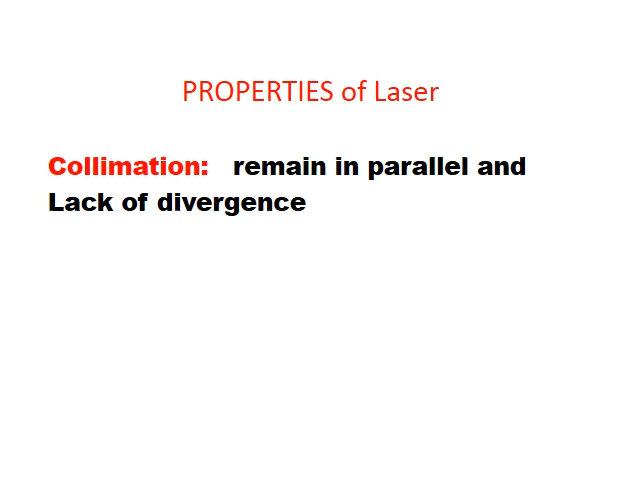 PROPERTIES of Laser
Collimation: remain in parallel and
Lack of divergence